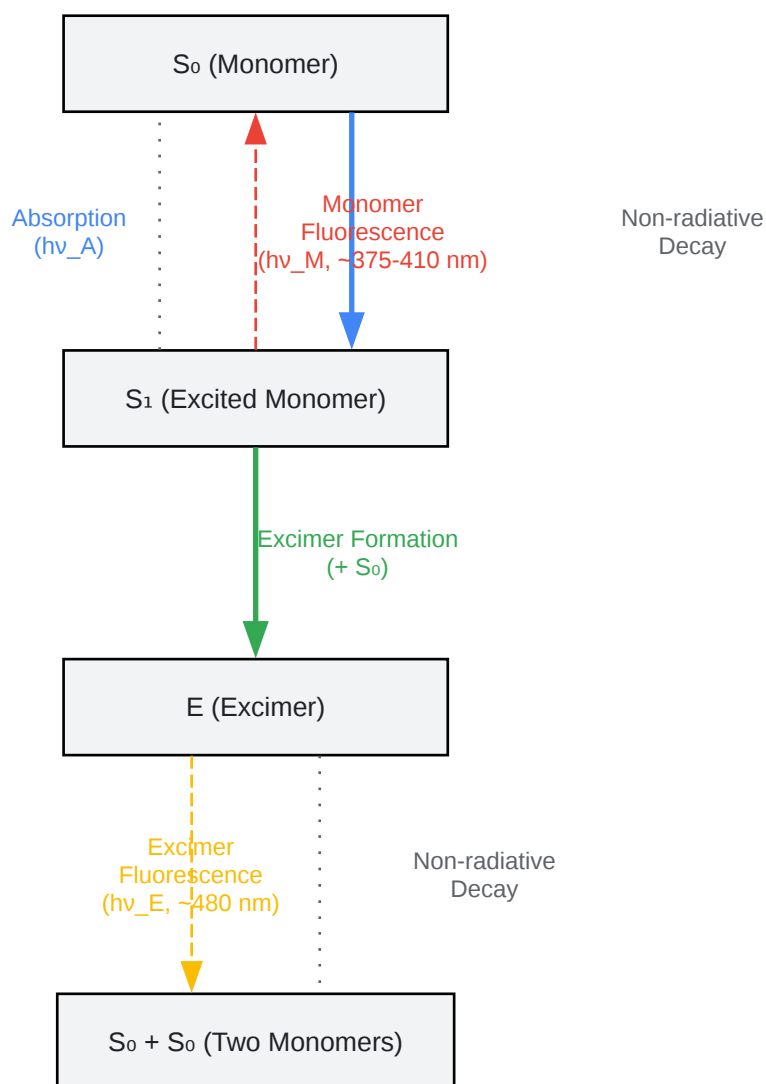 S₀ (Monomer)
Absorption
(hν_A)
Monomer
Fluorescence
(hν_M, ~375-410 nm)
Non-radiative
Decay
S₁ (Excited Monomer)
Excimer Formation
(+ S₀)
E (Excimer)
Excimer
Fluorescence
(hν_E, ~480 nm)
Non-radiative
Decay
S₀ + S₀ (Two Monomers)